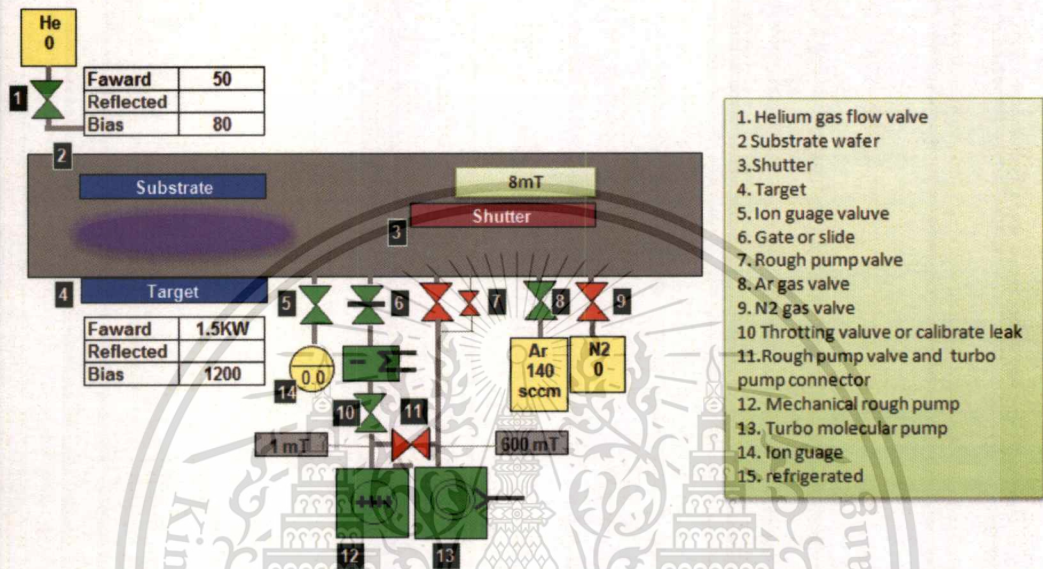 He
0
1
Faward 50
Reflected
Bias 80
2
Substrate
8mT
Shutter
3
4
Target
5
6
7
8
9
Faward 1.5KW
Reflected
Bias 1200
0.0
14
Ar
140
sccm
N2
0
10
11
1 mT
600 mT
12
13
1. Helium gas flow valve
2 Substrate wafer
3.Shutter
4. Target
5. Ion guage valuve
6. Gate or slide
7. Rough pump valve
8. Ar gas valve
9. N2 gas valve
10 Throtting valuve or calibrate leak
11.Rough pump valve and turbo
pump connector
12. Mechanical rough pump
13. Turbo molecular pump
14. Ion guage
15. refrigerated